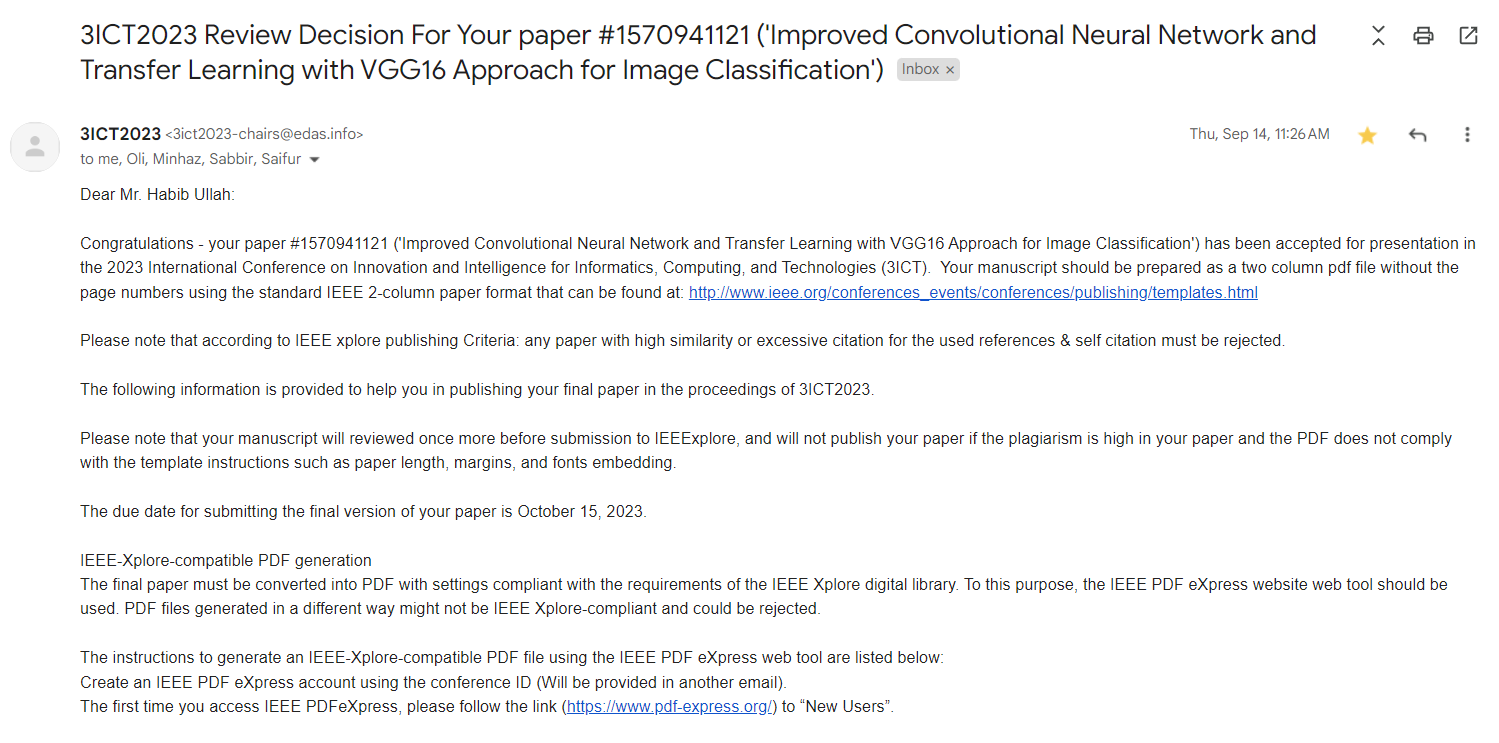 3ICT2023 Review Decision For Your paper #1570941121 ('Improved Convolutional Neural Network and
Transfer Learning with VGG16 Approach for Image Classification') Inbox ×
3ICT2023 <3ict2023-chairs@edas.info>
Thu, Sep 14, 11:26 AM
to me, Oli, Minhaz, Sabbir, Saifur
Dear Mr. Habib Ullah:
Congratulations - your paper #1570941121 ('Improved Convolutional Neural Network and Transfer Learning with VGG16 Approach for Image Classification') has been accepted for presentation in
the 2023 International Conference on Innovation and Intelligence for Informatics, Computing, and Technologies (3ICT).  Your manuscript should be prepared as a two column pdf file without the
page numbers using the standard IEEE 2-column paper format that can be found at: http://www.ieee.org/conferences_events/conferences/publishing/templates.html
Please note that according to IEEE xplore publishing Criteria: any paper with high similarity or excessive citation for the used references & self citation must be rejected.
The following information is provided to help you in publishing your final paper in the proceedings of 3ICT2023.
Please note that your manuscript will reviewed once more before submission to IEEExplore, and will not publish your paper if the plagiarism is high in your paper and the PDF does not comply
with the template instructions such as paper length, margins, and fonts embedding.
The due date for submitting the final version of your paper is October 15, 2023.
IEEE-Xplore-compatible PDF generation
The final paper must be converted into PDF with settings compliant with the requirements of the IEEE Xplore digital library. To this purpose, the IEEE PDF eXpress website web tool should be
used. PDF files generated in a different way might not be IEEE Xplore-compliant and could be rejected.
The instructions to generate an IEEE-Xplore-compatible PDF file using the IEEE PDF eXpress web tool are listed below:
Create an IEEE PDF eXpress account using the conference ID (Will be provided in another email).
The first time you access IEEE PDFeXpress, please follow the link (https://www.pdf-express.org/) to “New Users”.